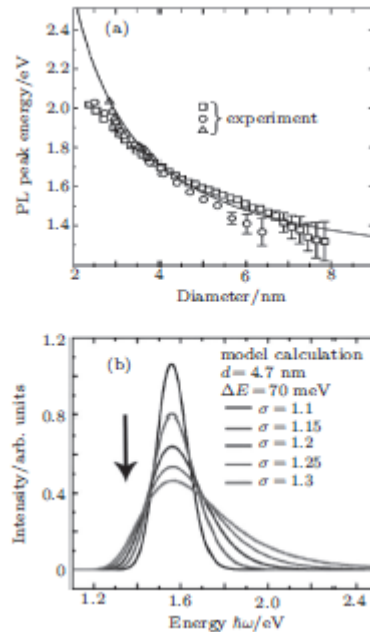 (a)
PL peak energy/eV
2.4
2.2
2.0
1.8
1.6
1.4
experiment
2
4
6
8
Diameter/nm
(b)
Intensity/arb. units
1.2
0.8
0.4
0
model calculation
d = 4.7 nm
ΔE = 70 meV
σ = 1.1
σ = 1.15
σ = 1.2
σ = 1.25
σ = 1.3
1.2
1.6
2.0
2.4
Energy ħω/eV